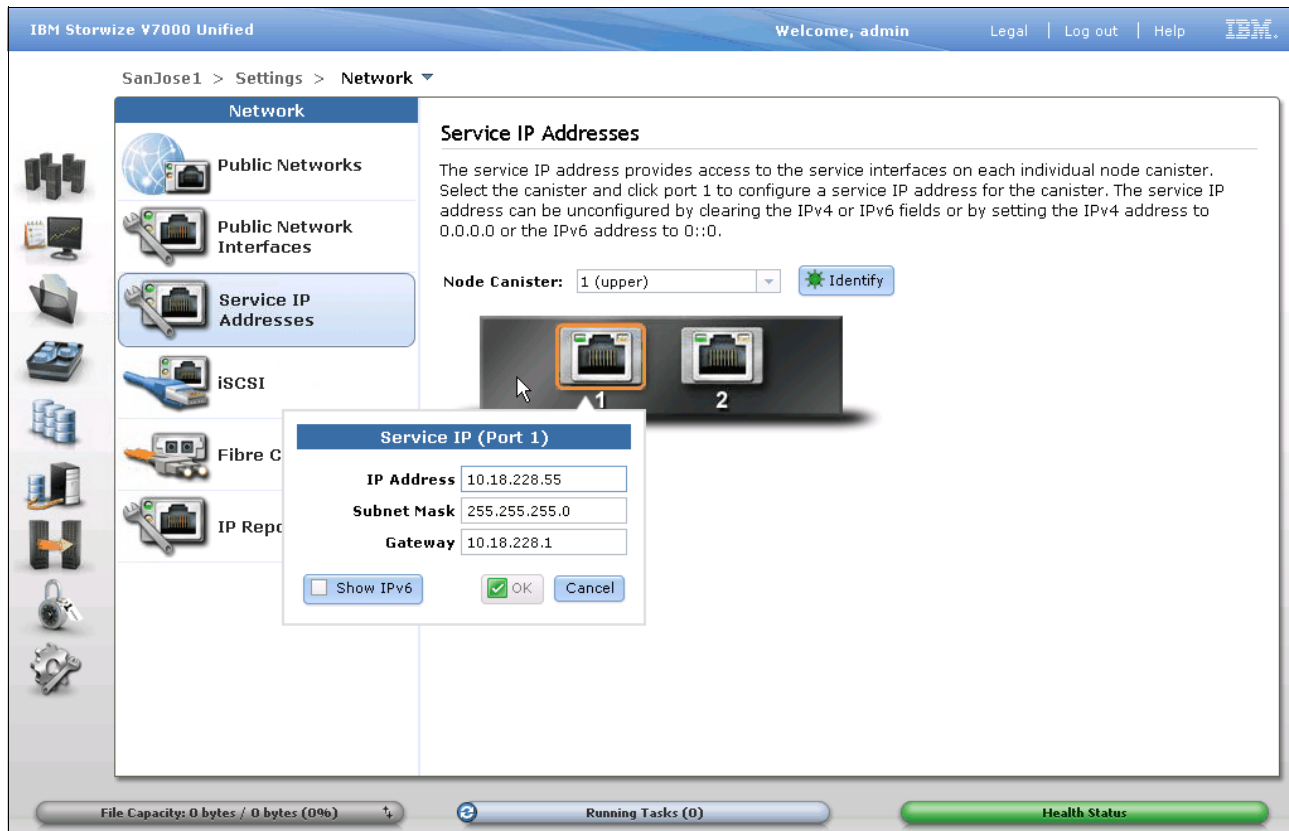 IBM Storwize V7000 Unified
Welcome, admin
Legal | Log out | Help
IBM.
SanJose1 > Settings > Network
Network
Public Networks
Public Network
Interfaces
Service IP
Addresses
iSCSI
Fibre C
IP Repo
Service IP Addresses
The service IP address provides access to the service interfaces on each individual node canister.
Select the canister and click port 1 to configure a service IP address for the canister. The service IP
address can be unconfigured by clearing the IPv4 or IPv6 fields or by setting the IPv4 address to
0.0.0.0 or the IPv6 address to 0::0.
Node Canister: 1 (upper) Identify
1 2
Service IP (Port 1)
IP Address 10.18.228.55
Subnet Mask 255.255.255.0
Gateway 10.18.228.1
Show IPv6 OK Cancel
File Capacity: 0 bytes / 0 bytes (0%)
Running Tasks (0)
Health Status